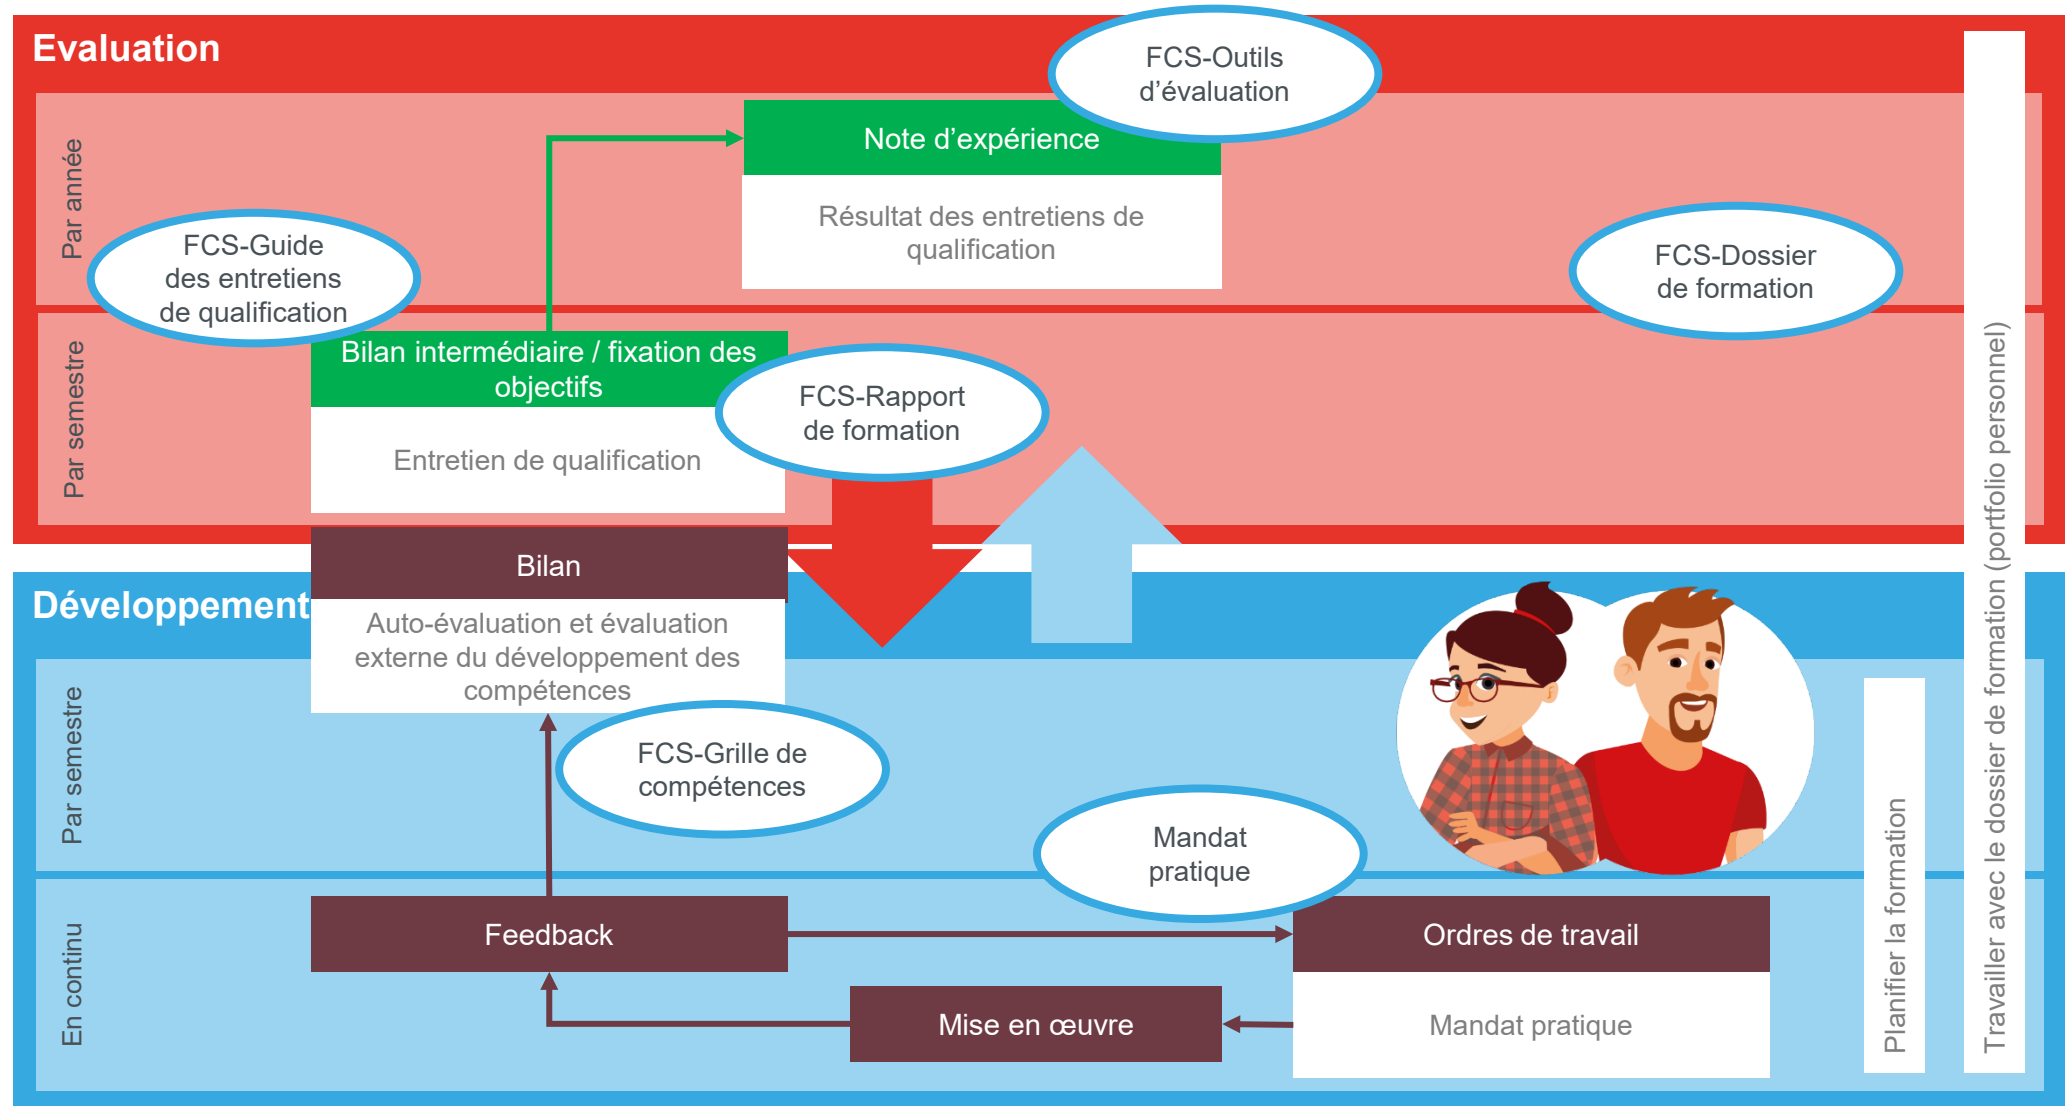 Evaluation
FCS-Outils
d’évaluation
Par année
Note d’expérience
Résultat des entretiens de
qualification
FCS-Guide
des entretiens
de qualification
FCS-Dossier
de formation
Par semestre
Bilan intermédiaire / fixation des
objectifs
Entretien de qualification
FCS-Rapport
de formation
Bilan
Auto-évaluation et évaluation
externe du développement des
compétences
Développement
Par semestre
FCS-Grille de
compétences
Mandat
pratique
En continu
Feedback
Ordres de travail
Mandat pratique
Mise en œuvre
Planifier la formation
Travailler avec le dossier de formation (portfolio personnel)